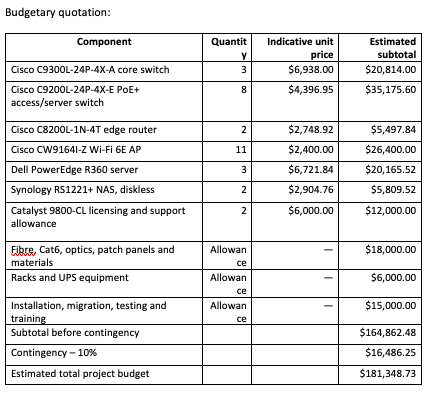 Budgetary quotation:
Component Quantit Indicative unit Estimated
y price subtotal
Cisco C9300L-24P-4X-A core switch 3 $6,938.00 $20,814.00
Cisco C9200L-24P-4X-E PoE+ 8 $4,396.95 $35,175.60
access/server switch
Cisco C8200L-1N-4T edge router 2 $2,748.92 $5,497.84
Cisco CW9164I-Z Wi-Fi 6E AP 11 $2,400.00 $26,400.00
Dell PowerEdge R360 server 3 $6,721.84 $20,165.52
Synology RS1221+ NAS, diskless 2 $2,904.76 $5,809.52
Catalyst 9800-CL licensing and support 2 $6,000.00 $12,000.00
allowance
Fibre, Cat6, optics, patch panels and Allowan — $18,000.00
materials ce
Racks and UPS equipment Allowan — $6,000.00
ce
Installation, migration, testing and Allowan — $15,000.00
training ce
Subtotal before contingency $164,862.48
Contingency – 10% $16,486.25
Estimated total project budget $181,348.73